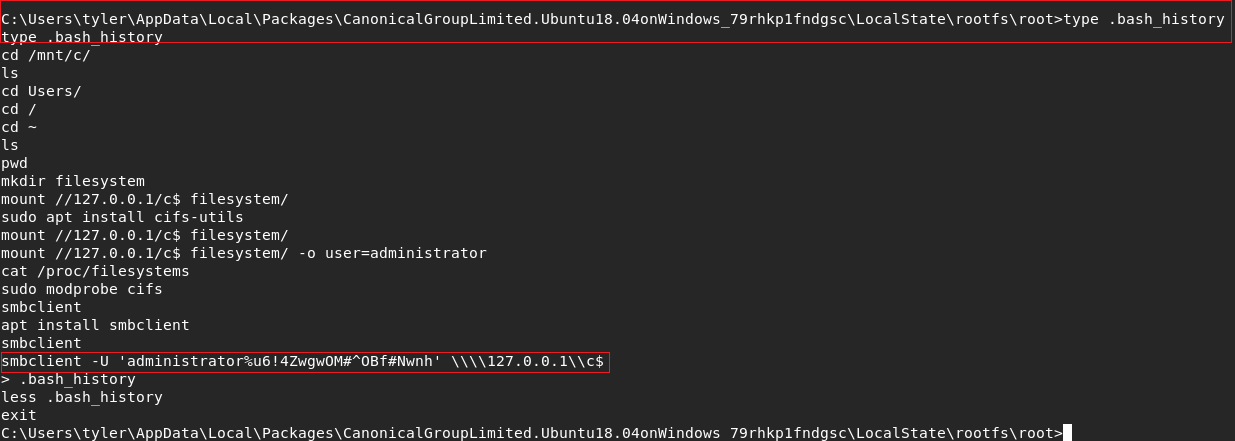 C:\Users\tyler\AppData\Local\Packages\CanonicalGroupLimited.Ubuntu18.04onWindows_79rhkp1fndgsc\LocalState\rootfs\root>type .bash_history
type .bash_history
cd /mnt/c/
ls
cd Users/
cd /
cd ~
ls
pwd
mkdir filesystem
mount //127.0.0.1/c$ filesystem/
sudo apt install cifs-utils
mount //127.0.0.1/c$ filesystem/
mount //127.0.0.1/c$ filesystem/ -o user=administrator
cat /proc/filesystems
sudo modprobe cifs
smbclient
apt install smbclient
smbclient
smbclient -U 'administrator%u6!4ZwgwOM#^OBf#Nwnh' \\\\127.0.0.1\\c$
> .bash_history
less .bash_history
exit
C:\Users\tyler\AppData\Local\Packages\CanonicalGroupLimited.Ubuntu18.04onWindows_79rhkp1fndgsc\LocalState\rootfs\root>